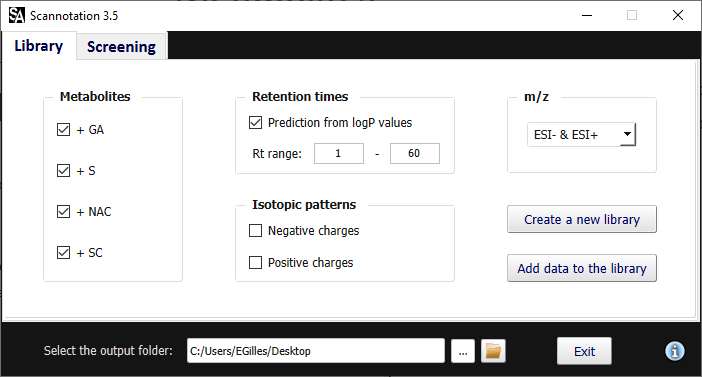 SA Scannotation 3.5
Library Screening
Metabolites
+ GA
+ S
+ NAC
+ SC
Retention times
Prediction from logP values
Rt range: 1 - 60
Isotopic patterns
Negative charges
Positive charges
m/z
ESI- & ESI+
Create a new library
Add data to the library
Select the output folder: C:/Users/EGilles/Desktop ... Exit i